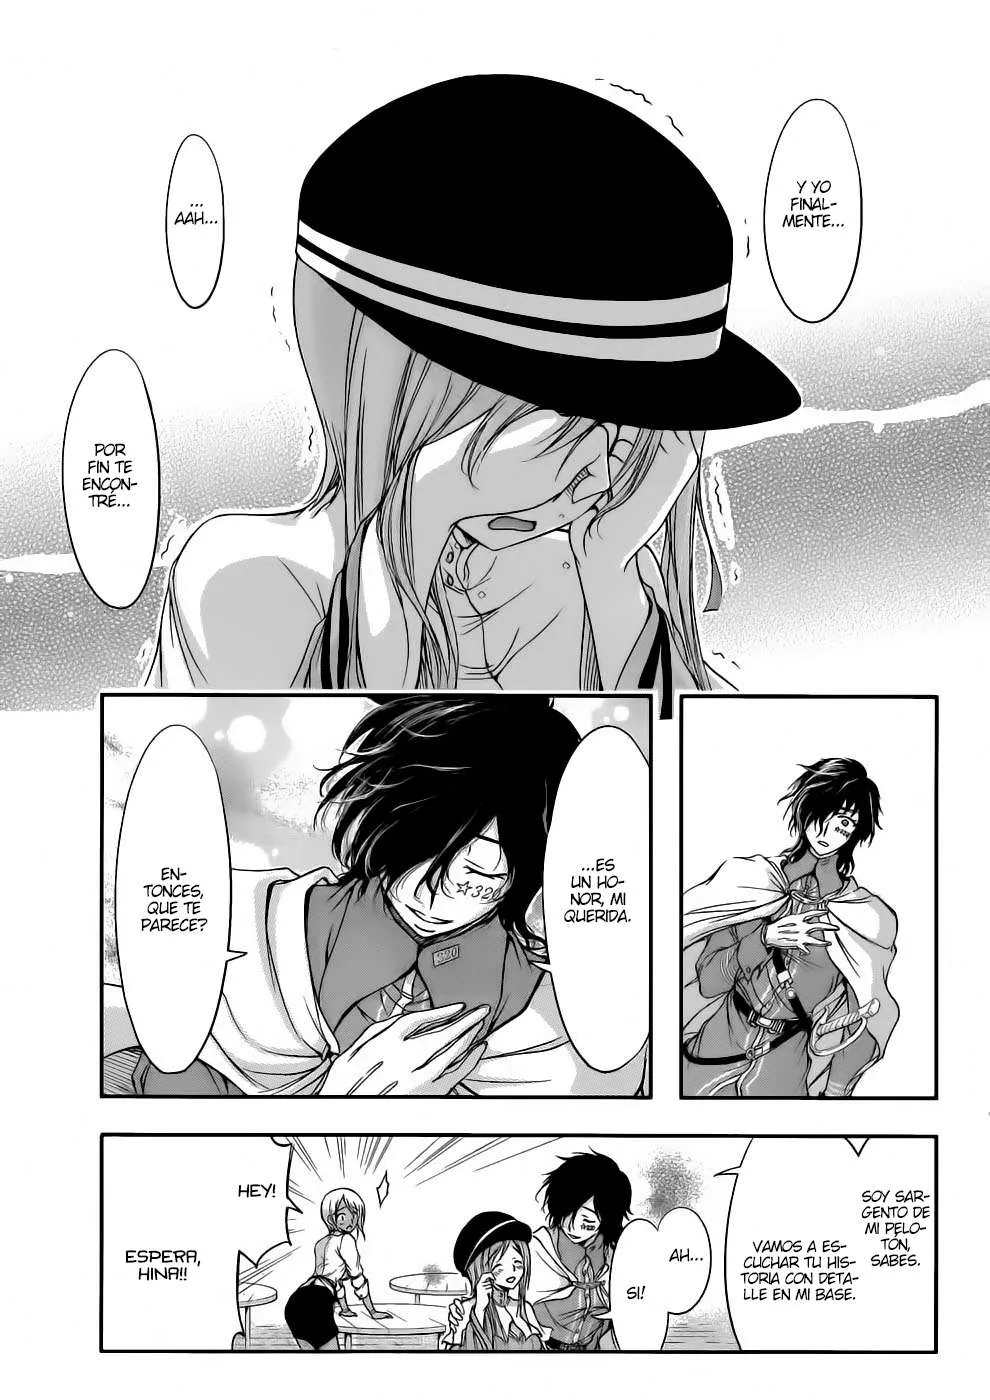 Y YO
FINAL-
MENTE...
...
AAH...
POR
FIN TE
ENCON-
TRÉ...
...ES
UN HO-
NOR, MI
QUERIDA.
EN-
TONCES,
QUE TE
PARECE?
☆320
320
SOY SAR-
GENTO DE
MI PELO-
TÓN,
SABES.
VAMOS A ES-
CUCHAR TU HIS-
TORIA CON DETA-
LLE EN MI BASE.
AH...
SI!
HEY!
ESPERA,
HINA!!